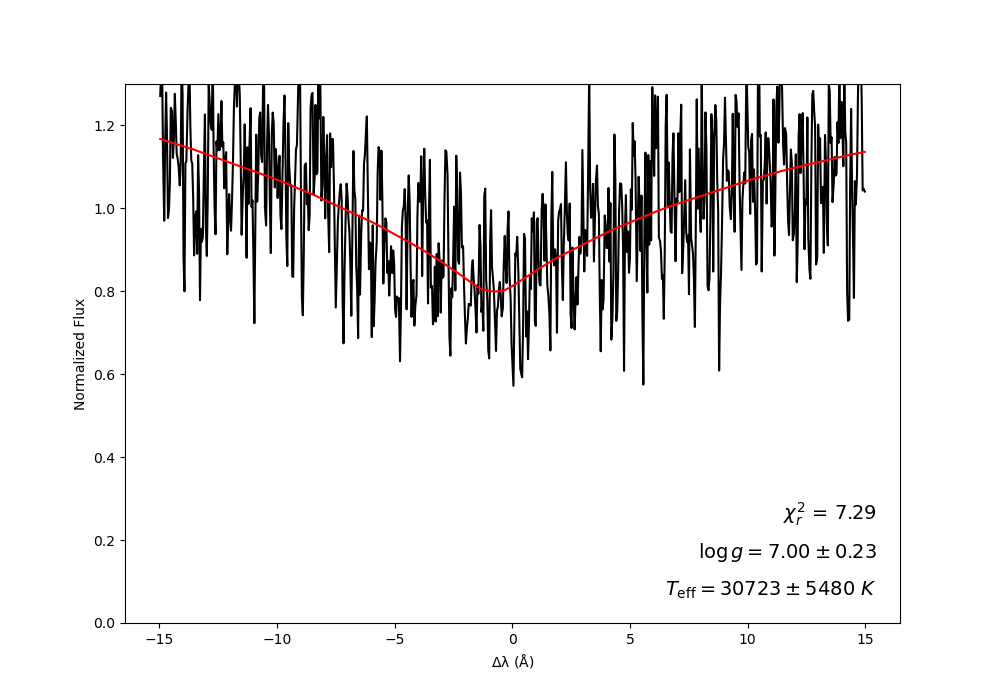 1.2
1.0
0.8
0.6
0.4
0.2
0.0
Normalized Flux
χ²ᵣ = 7.29
log g = 7.00 ± 0.23
T_eff = 30723 ± 5480 K
−15 −10 −5 0 5 10 15
Δλ (Å)